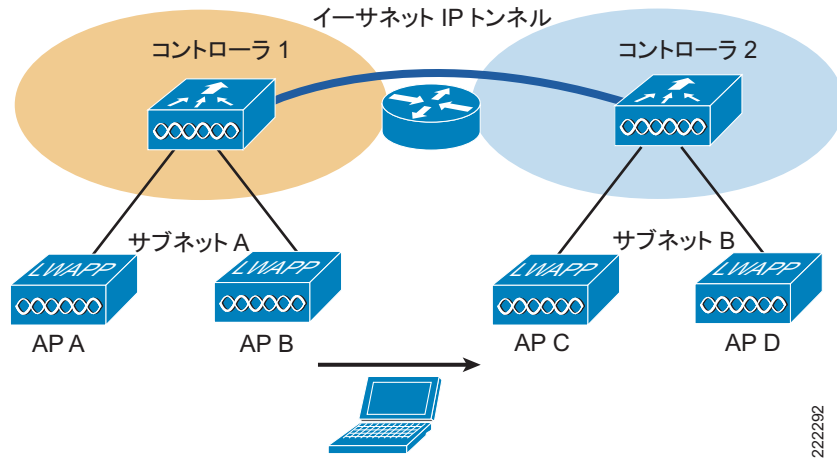 イーサネット IP トンネル
コントローラ 1
コントローラ 2
サブネット A
サブネット B
LWAPP
LWAPP
LWAPP
LWAPP
AP A
AP B
AP C
AP D
222292